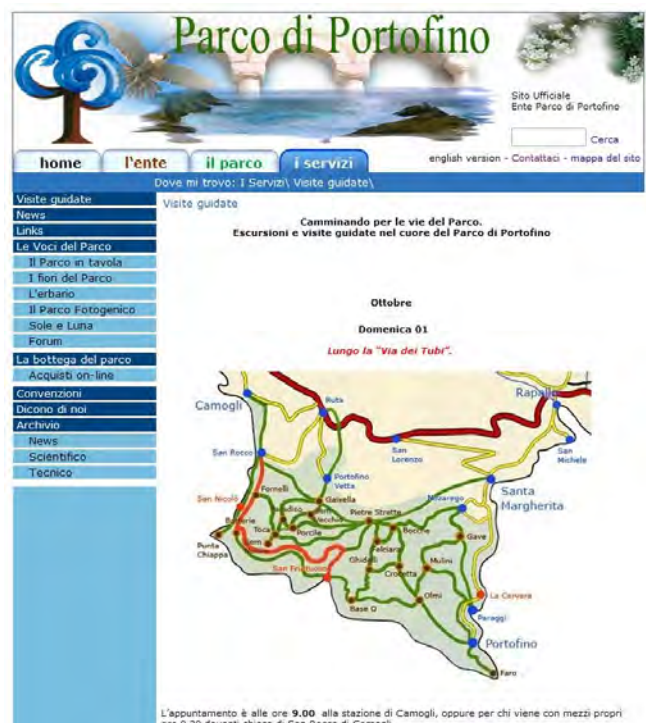 Parco di Portofino
Sito Ufficiale
Ente Parco di Portofino
Cerca
home l'ente il parco i servizi
english version - Contattaci - mappa del sito
Dove mi trovo: I Servizi\ Visite guidate\
Visite guidate
News
Links
Le Voci del Parco
Il Parco in tavola
I fiori del Parco
L'erbario
Il Parco Fotogenico
Sole e Luna
Forum
La bottega del parco
Acquisti on-line
Convenzioni
Dicono di noi
Archivio
News
Scientifico
Tecnico
Visite guidate
Camminando per le vie del Parco.
Escursioni e visite guidate nel cuore del Parco di Portofino
Ottobre
Domenica 01
Lungo la "Via dei Tubi".
Camogli
Ruta
Rapallo
San Rocco
San Lorenzo
San Michele
Portofino Vetta
Santa Margherita
San Nicolò
Fornelli
Gaixella
Nozarego
Pietre Strette
Vecchie
Batterie
Toca
Porcile
Bocche
Gave
Punta Chiappa
Felciara
San Fruttuoso
Ghidelli
Crocetta
Mulini
La Cervara
Base O
Olmi
Paraggi
Portofino
Faro
L'appuntamento è alle ore 9.00 alla stazione di Camogli, oppure per chi viene con mezzi propri